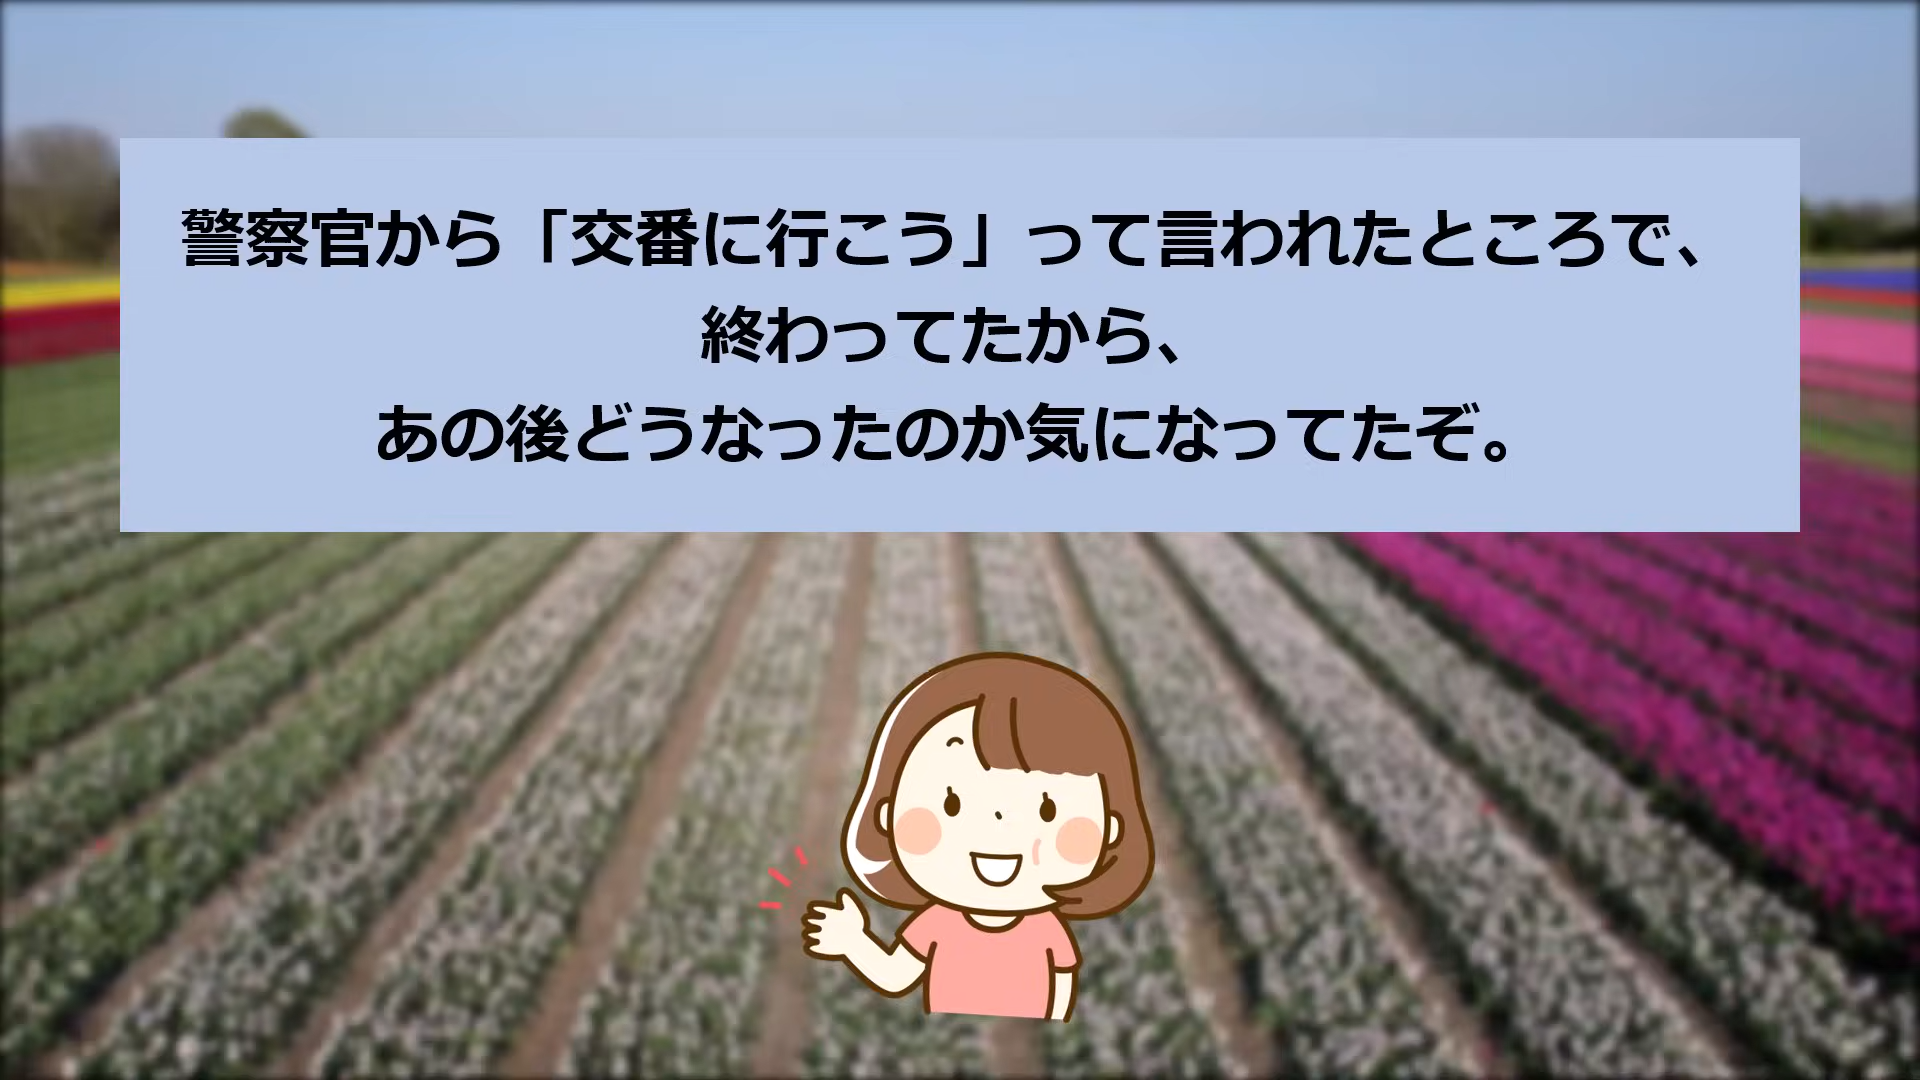 警察官から「交番に行こう」って言われたところで、
終わってたから、
あの後どうなったのか気になってたぞ。